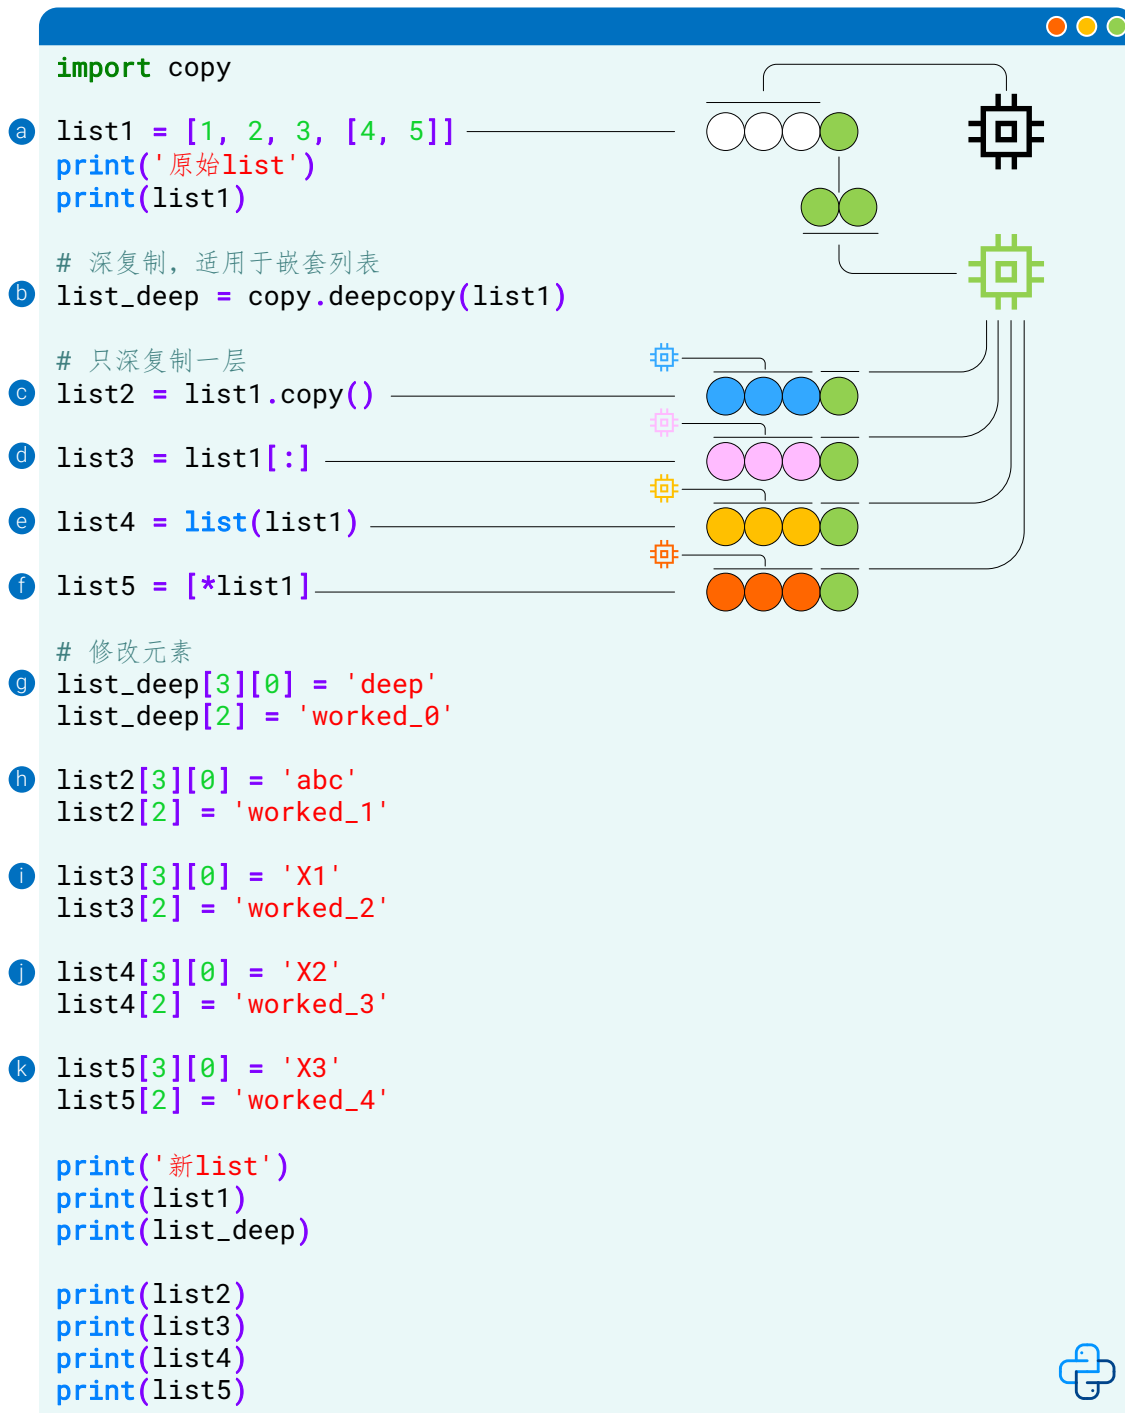 import copy
a list1 = [1, 2, 3, [4, 5]]
print('原始list')
print(list1)
# 深复制，适用于嵌套列表
b list_deep = copy.deepcopy(list1)
# 只深复制一层
c list2 = list1.copy()
d list3 = list1[:]
e list4 = list(list1)
f list5 = [*list1]
# 修改元素
g list_deep[3][0] = 'deep'
list_deep[2] = 'worked_0'
h list2[3][0] = 'abc'
list2[2] = 'worked_1'
i list3[3][0] = 'X1'
list3[2] = 'worked_2'
j list4[3][0] = 'X2'
list4[2] = 'worked_3'
k list5[3][0] = 'X3'
list5[2] = 'worked_4'
print('新list')
print(list1)
print(list_deep)
print(list2)
print(list3)
print(list4)
print(list5)